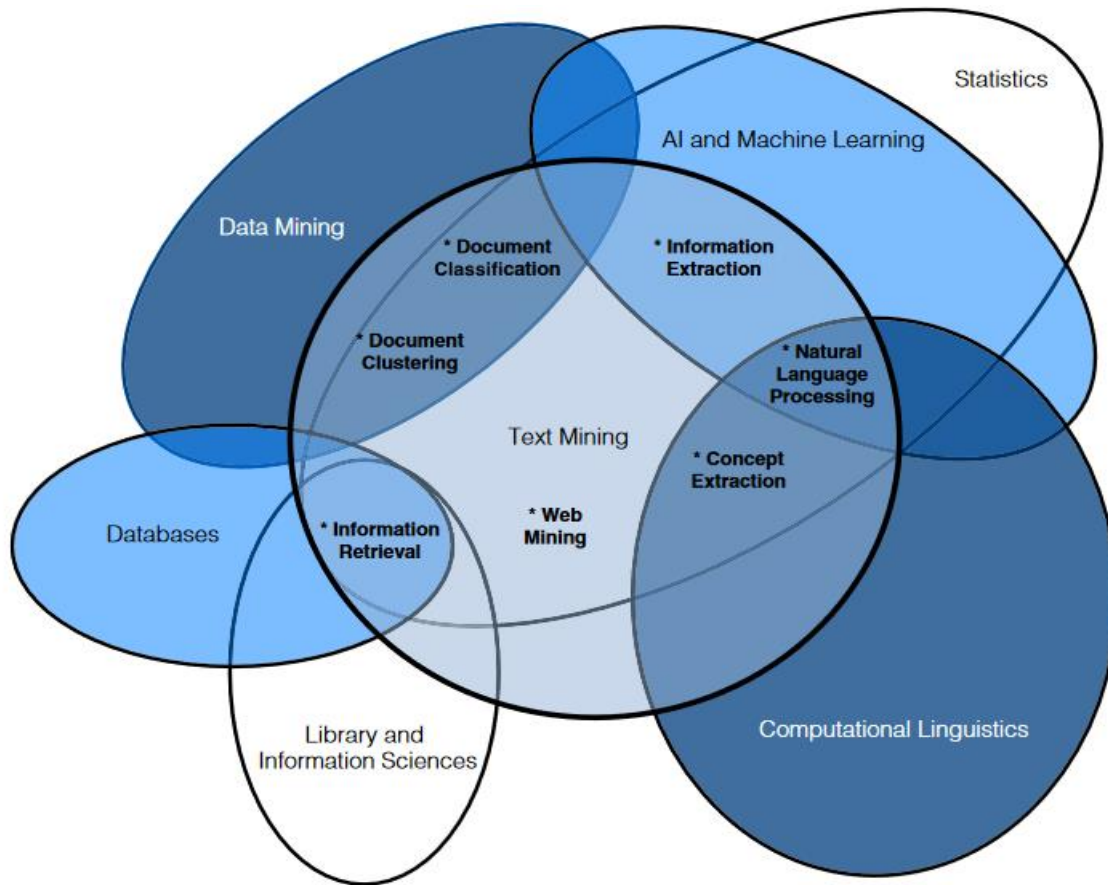 Statistics
AI and Machine Learning
Data Mining
* Document
Classification
* Information
Extraction
* Document
Clustering
* Natural
Language
Processing
Text Mining
* Concept
Extraction
* Web
Mining
Databases
* Information
Retrieval
Library and
Information Sciences
Computational Linguistics